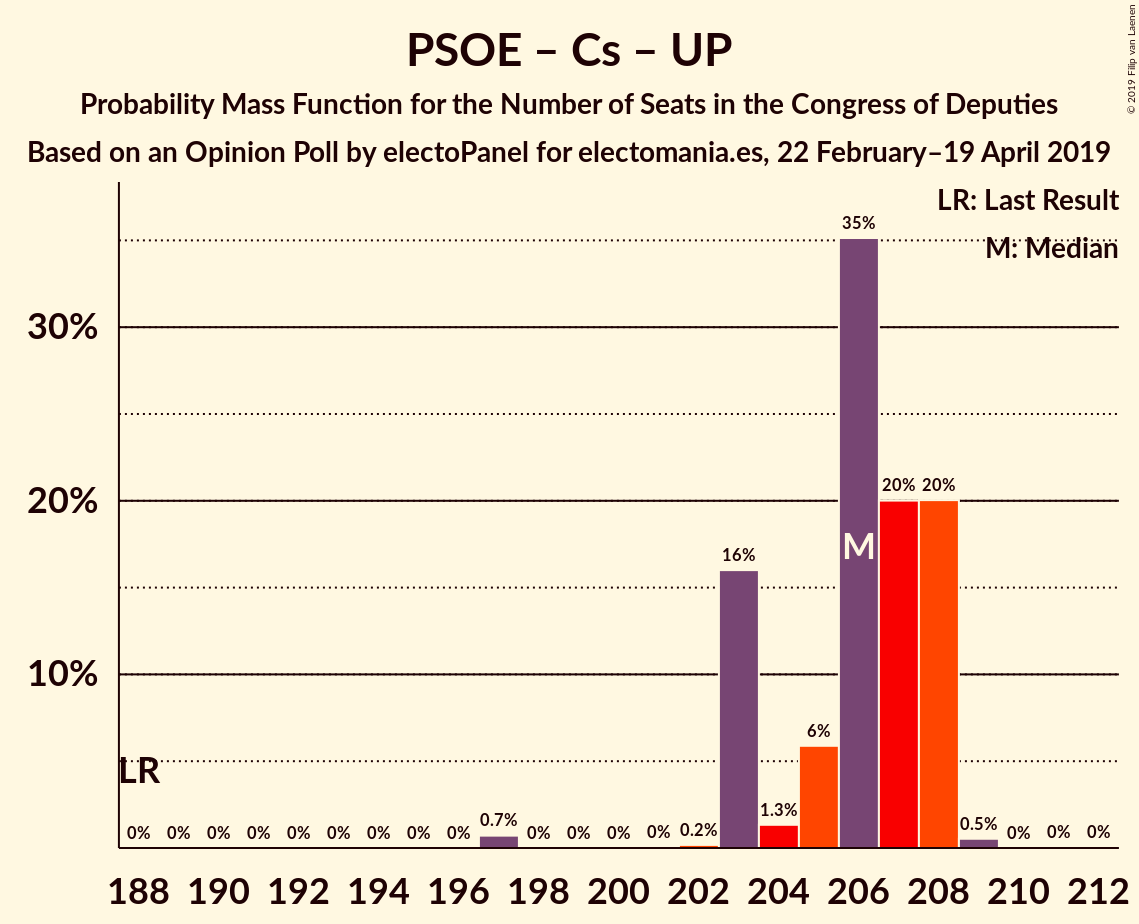 PSOE – Cs – UP
Probability Mass Function for the Number of Seats in the Congress of Deputies
Based on an Opinion Poll by electoPanel for electomania.es, 22 February–19 April 2019
© 2019 Filip van Laenen
LR: Last Result
M: Median
30%
20%
10%
LR
M
0% 0% 0% 0% 0% 0% 0% 0% 0% 0.7% 0% 0% 0% 0% 0.2% 16% 1.3% 6% 35% 20% 20% 0.5% 0% 0% 0%
188 190 192 194 196 198 200 202 204 206 208 210 212